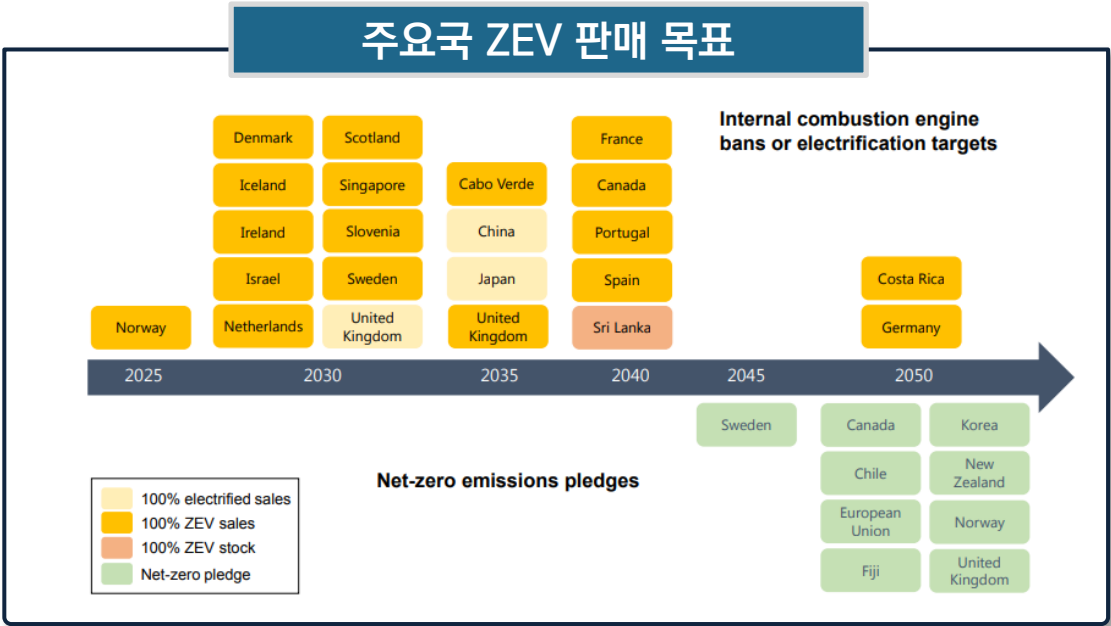 주요국 ZEV 판매 목표
Internal combustion engine
bans or electrification targets
Denmark
Scotland
France
Iceland
Singapore
Cabo Verde
Canada
Ireland
Slovenia
China
Portugal
Israel
Sweden
Japan
Spain
Costa Rica
Norway
Netherlands
United
Kingdom
United
Kingdom
Sri Lanka
Germany
2025
2030
2035
2040
2045
2050
Sweden
Canada
Korea
Net-zero emissions pledges
Chile
New
Zealand
European
Union
Norway
Fiji
United
Kingdom
100% electrified sales
100% ZEV sales
100% ZEV stock
Net-zero pledge